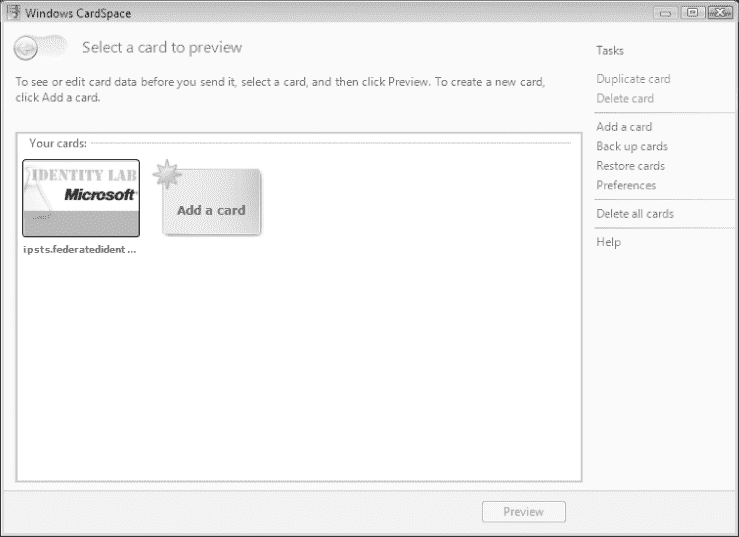 Windows CardSpace
Select a card to preview
To see or edit card data before you send it, select a card, and then click Preview. To create a new card,
click Add a card.
Your cards:
IDENTITY LAB
Microsoft
ipsts.federatedident ...
Add a card
Tasks
Duplicate card
Delete card
Add a card
Back up cards
Restore cards
Preferences
Delete all cards
Help
Preview